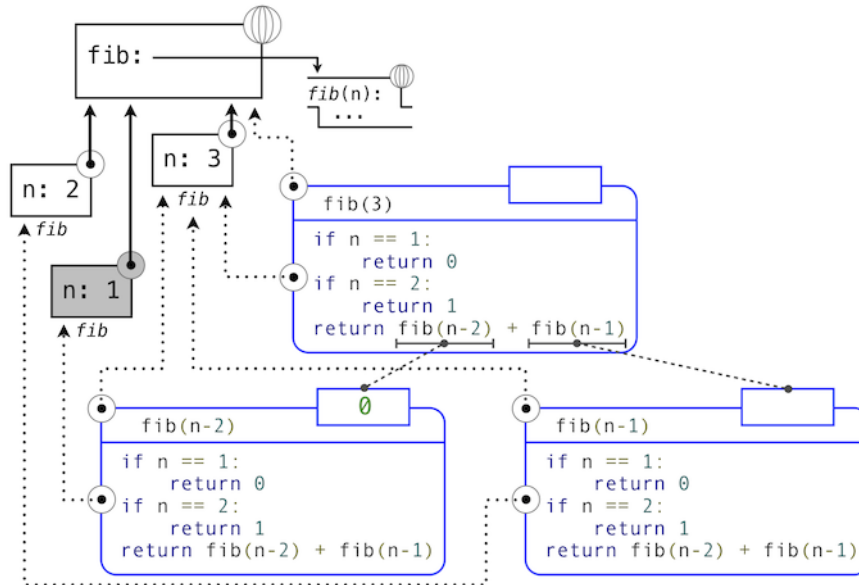 fib:
fib(n):
...
n: 3
fib
n: 2
fib
n: 1
fib
fib(3)
if n == 1:
return 0
if n == 2:
return 1
return fib(n-2) + fib(n-1)
0
fib(n-2)
if n == 1:
return 0
if n == 2:
return 1
return fib(n-2) + fib(n-1)
fib(n-1)
if n == 1:
return 0
if n == 2:
return 1
return fib(n-2) + fib(n-1)